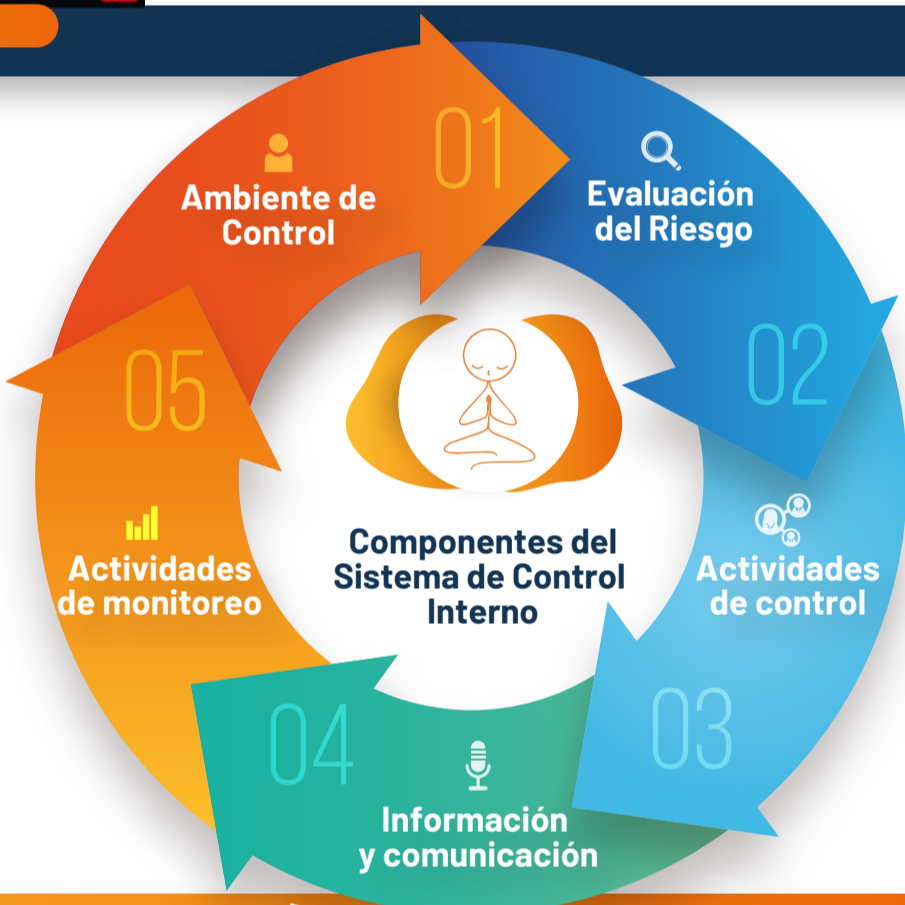 01
Ambiente de
Control
Evaluación
del Riesgo
02
Actividades
de control
03
04
Información
y comunicación
05
Actividades
de monitoreo
Componentes del
Sistema de Control
Interno